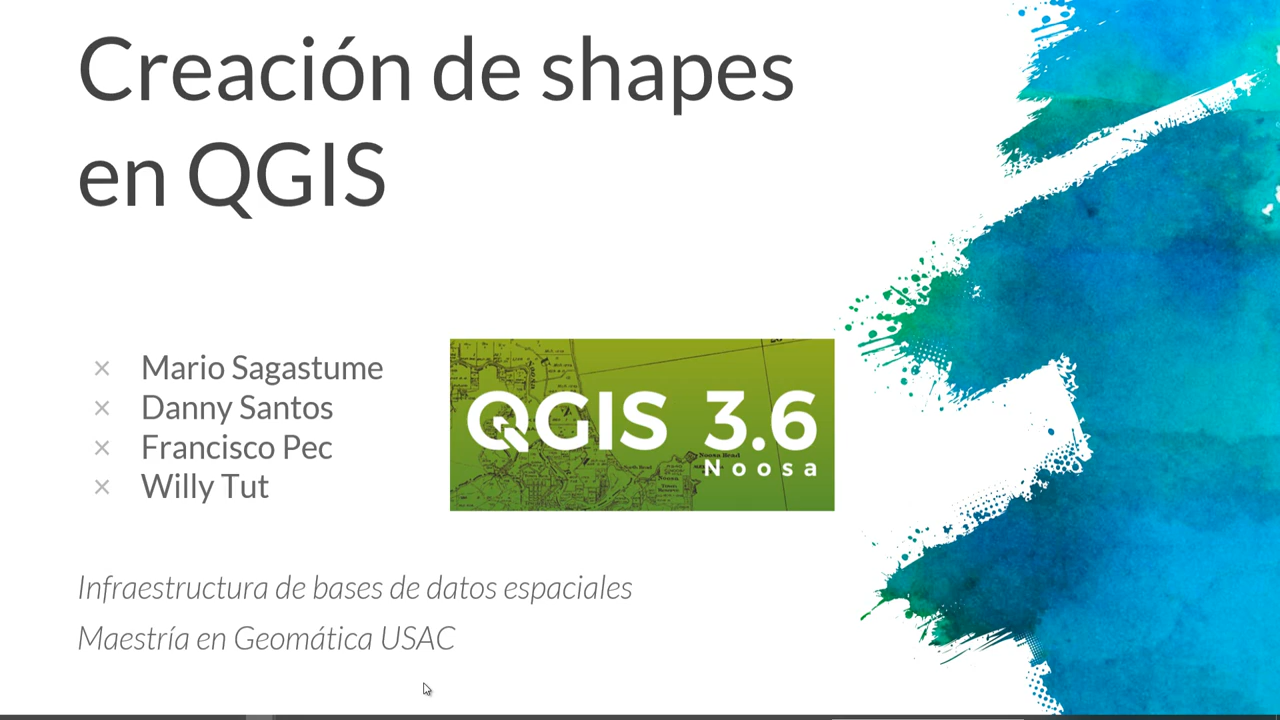 Creación de shapes
en QGIS
× Mario Sagastume
× Danny Santos
× Francisco Pec
× Willy Tut
QGIS 3.6
Noosa
Infraestructura de bases de datos espaciales
Maestría en Geomática USAC